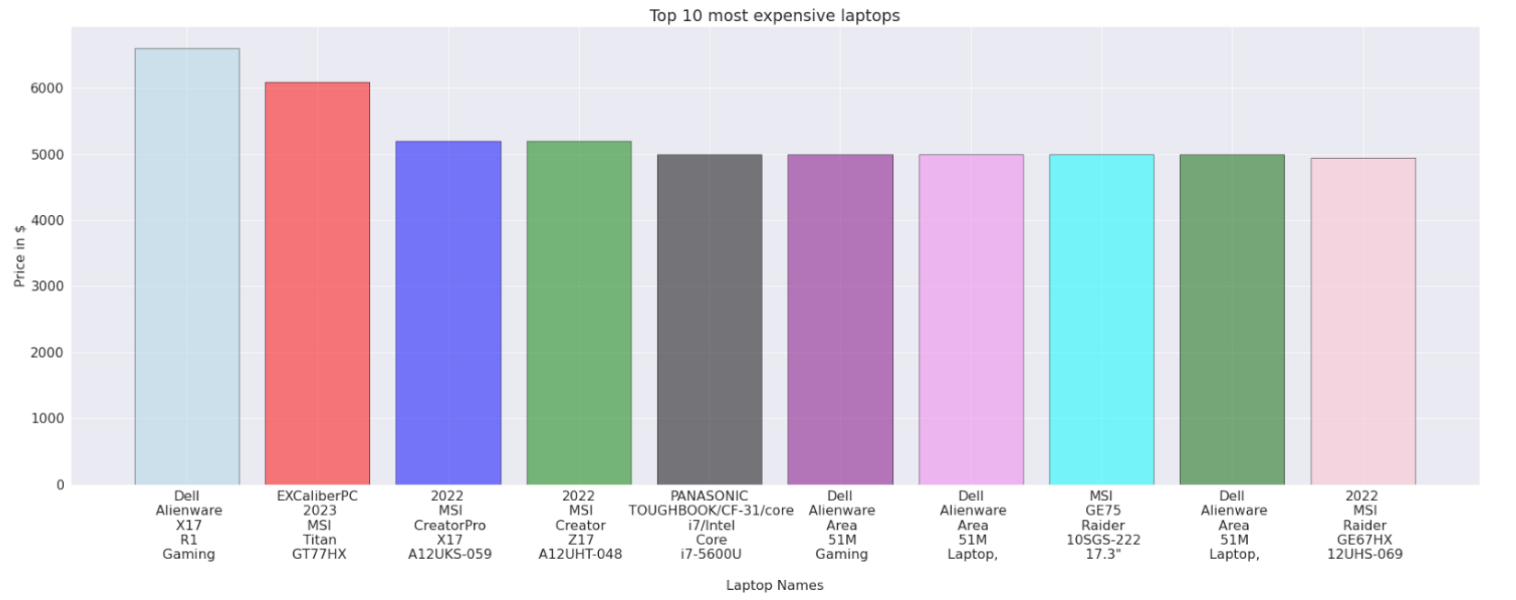 Top 10 most expensive laptops
Price in $
6000
5000
4000
3000
2000
1000
0
Dell
Alienware
X17
R1
Gaming
EXCaliberPC
2023
MSI
Titan
GT77HX
2022
MSI
CreatorPro
X17
A12UKS-059
2022
MSI
Creator
Z17
A12UHT-048
PANASONIC
TOUGHBOOK/CF-31/core
i7/Intel
Core
i7-5600U
Dell
Alienware
Area
51M
Gaming
Dell
Alienware
Area
51M
Laptop,
MSI
GE75
Raider
10SGS-222
17.3"
Dell
Alienware
Area
51M
Laptop,
2022
MSI
Raider
GE67HX
12UHS-069
Laptop Names